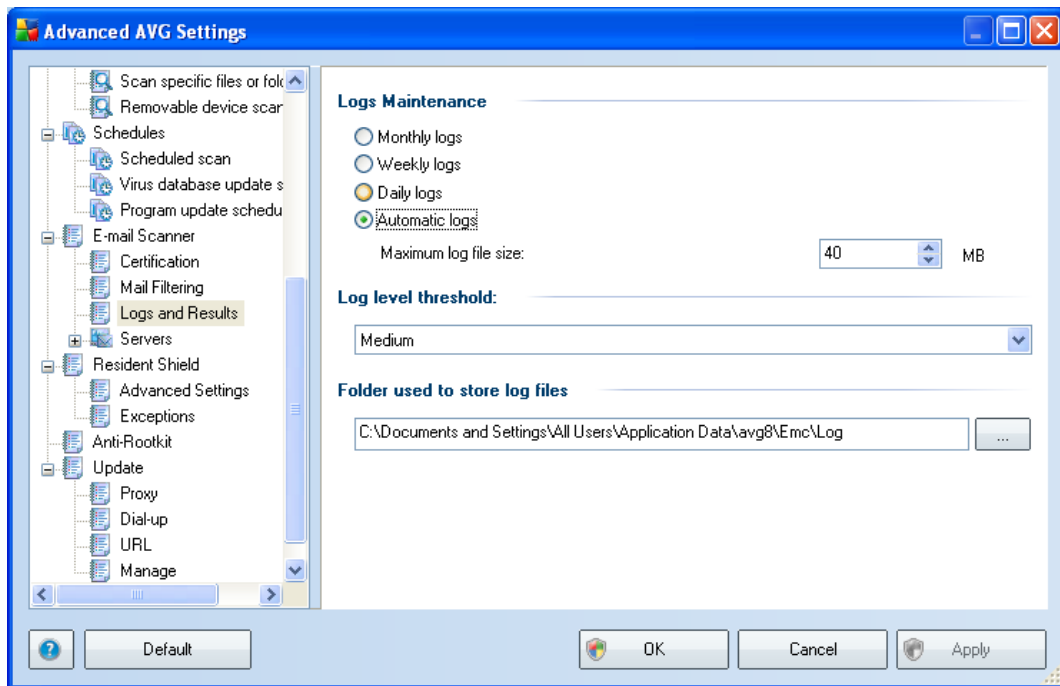 Advanced AVG Settings
Scan specific files or fold
Removable device scan
Schedules
Scheduled scan
Virus database update s
Program update schedu
E-mail Scanner
Certification
Mail Filtering
Logs and Results
Servers
Resident Shield
Advanced Settings
Exceptions
Anti-Rootkit
Update
Proxy
Dial-up
URL
Manage
Logs Maintenance
Monthly logs
Weekly logs
Daily logs
Automatic logs
Maximum log file size:
40
MB
Log level threshold:
Medium
Folder used to store log files
C:\Documents and Settings\All Users\Application Data\avg8\Emc\Log
...
?
Default
OK
Cancel
Apply